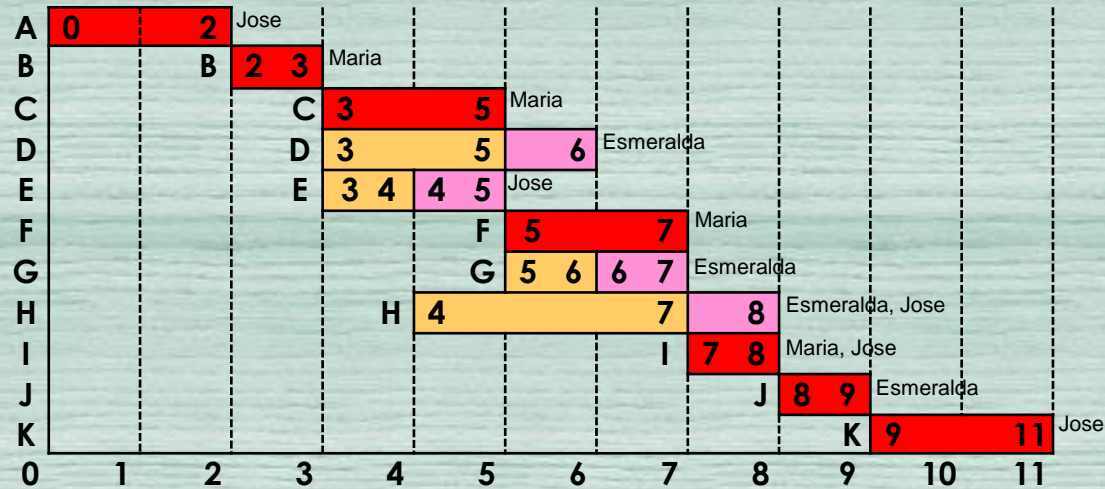 A 0 2 Jose
B B 2 3 Maria
C C 3 5 Maria
D D 3 5 6 Esmeralda
E E 3 4 4 5 Jose
F F 5 7 Maria
G G 5 6 6 7 Esmeralda
H H 4 7 8 Esmeralda, Jose
I I 7 8 Maria, Jose
J J 8 9 Esmeralda
K K 9 11 Jose
0 1 2 3 4 5 6 7 8 9 10 11